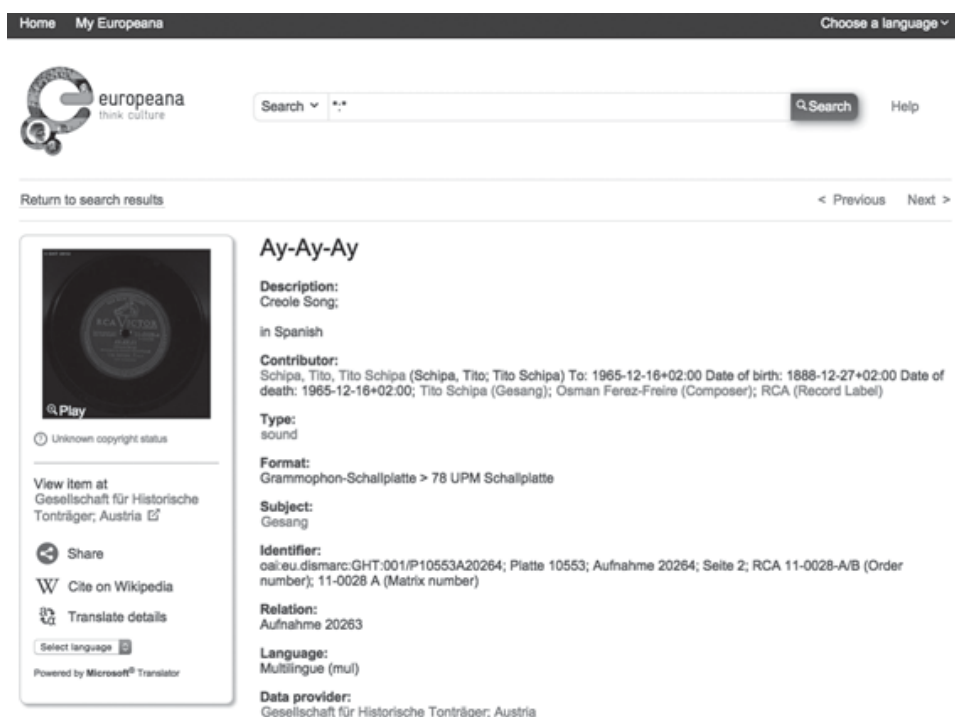 Home My Europeana Choose a language
europeana
think culture
Search *:* Search Help
Return to search results < Previous Next >
Ay-Ay-Ay
Description:
Creole Song;
in Spanish
Contributor:
Schipa, Tito, Tito Schipa (Schipa, Tito; Tito Schipa) To: 1965-12-16+02:00 Date of birth: 1888-12-27+02:00 Date of
death: 1965-12-16+02:00; Tito Schipa (Gesang); Osman Ferez-Freire (Composer); RCA (Record Label)
Type:
sound
Format:
Grammophon-Schallplatte > 78 UPM Schallplatte
Subject:
Gesang
Identifier:
oai:eu.dismarc:GHT:001/P10553A20264; Platte 10553; Aufnahme 20264; Seite 2; RCA 11-0028-A/B (Order
number); 11-0028 A (Matrix number)
Relation:
Aufnahme 20263
Language:
Multilingue (mul)
Data provider:
Gesellschaft für Historische Tonträger; Austria
RCA VICTOR
Play
Unknown copyright status
View item at
Gesellschaft für Historische
Tonträger; Austria
Share
W Cite on Wikipedia
Translate details
Select language
Powered by Microsoft® Translator